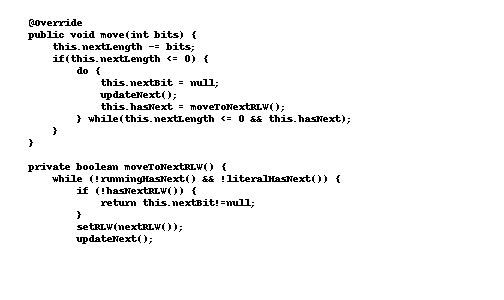 @Override
public void move(int bits) {
    this.nextLength -= bits;
    if(this.nextLength <= 0) {
        do {
            this.nextBit = null;
            updateNext();
            this.hasNext = moveToNextRLW();
        } while(this.nextLength <= 0 && this.hasNext);
    }
}

private boolean moveToNextRLW() {
    while (!runningHasNext() && !literalHasNext()) {
        if (!hasNextRLW()) {
            return this.nextBit!=null;
        }
        setRLW(nextRLW());
        updateNext();